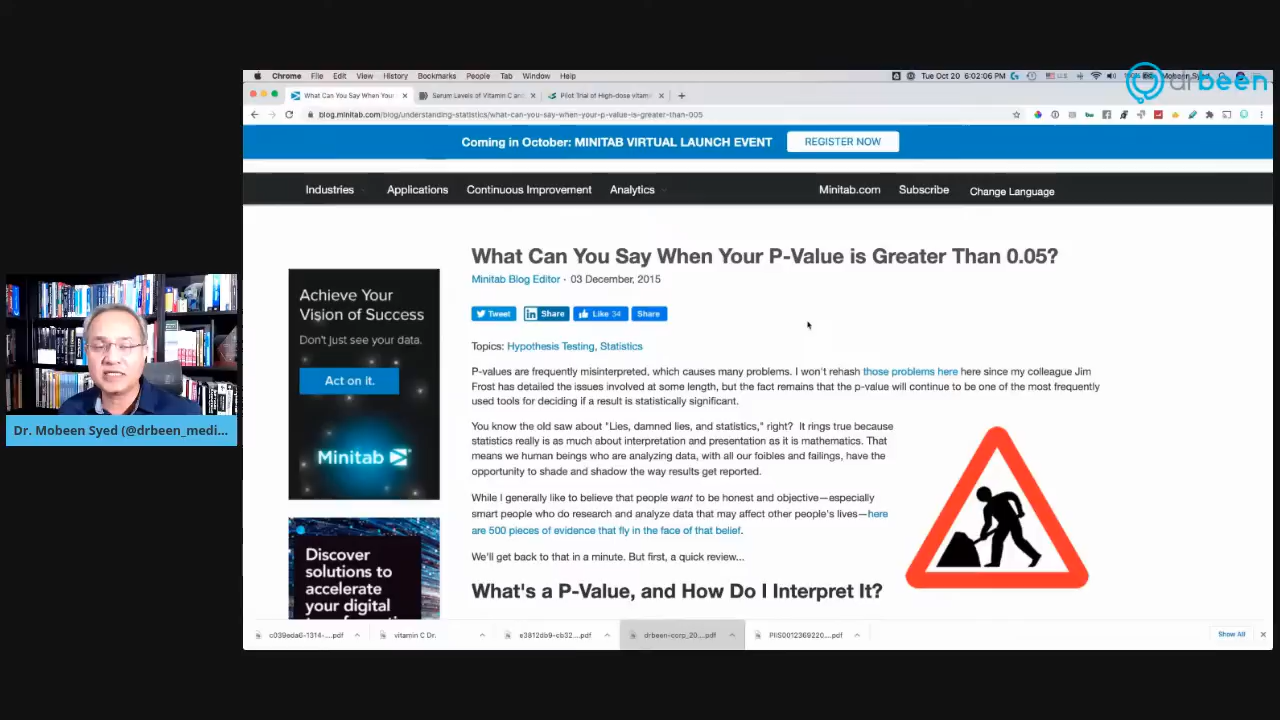 Chrome File Edit View History Bookmarks People Tab Window Help
Tue Oct 20 8:02:06 PM
drbeen
What Can You Say When Your
Serum Levels of Vitamin C and
Pilot Trial of High-dose vitam
blog.minitab.com/blog/understanding-statistics/what-can-you-say-when-your-p-value-is-greater-than-005
Coming in October: MINITAB VIRTUAL LAUNCH EVENT REGISTER NOW
Industries Applications Continuous Improvement Analytics Minitab.com Subscribe Change Language
What Can You Say When Your P-Value is Greater Than 0.05?
Minitab Blog Editor · 03 December, 2015
Tweet Share Like 34 Share
Topics: Hypothesis Testing, Statistics
P-values are frequently misinterpreted, which causes many problems. I won't rehash those problems here here since my colleague Jim
Frost has detailed the issues involved at some length, but the fact remains that the p-value will continue to be one of the most frequently
used tools for deciding if a result is statistically significant.
You know the old saw about "Lies, damned lies, and statistics," right? It rings true because
statistics really is as much about interpretation and presentation as it is mathematics. That
means we human beings who are analyzing data, with all our foibles and failings, have the
opportunity to shade and shadow the way results get reported.
While I generally like to believe that people want to be honest and objective—especially
smart people who do research and analyze data that may affect other people's lives—here
are 500 pieces of evidence that fly in the face of that belief.
We'll get back to that in a minute. But first, a quick review...
What's a P-Value, and How Do I Interpret It?
Achieve Your
Vision of Success
Don't just see your data.
Act on it.
Minitab
Discover
solutions to
accelerate
your digital
Dr. Mobeen Syed (@drbeen_medi...
c039eda6-1314-....pdf
vitamin C Dr.
e3812db9-cb32....pdf
drbeen-corp_20....pdf
PIIS0012369220....pdf
Show All